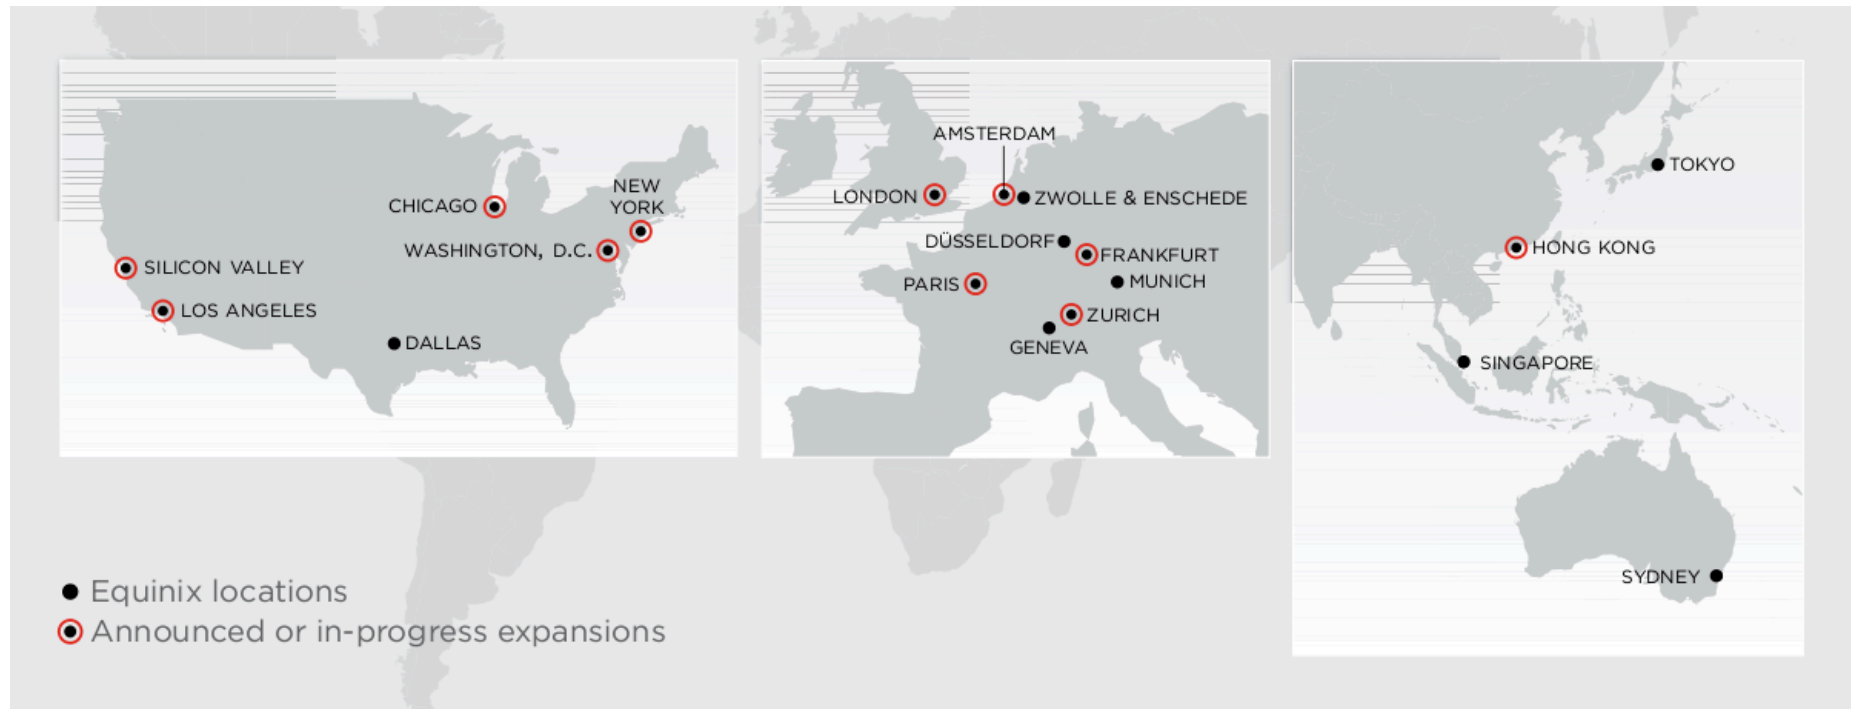 CHICAGO
NEW
YORK
WASHINGTON, D.C.
SILICON VALLEY
LOS ANGELES
DALLAS
AMSTERDAM
LONDON
ZWOLLE & ENSCHEDE
DÜSSELDORF
FRANKFURT
PARIS
MUNICH
ZURICH
GENEVA
TOKYO
HONG KONG
SINGAPORE
SYDNEY
Equinix locations
Announced or in-progress expansions